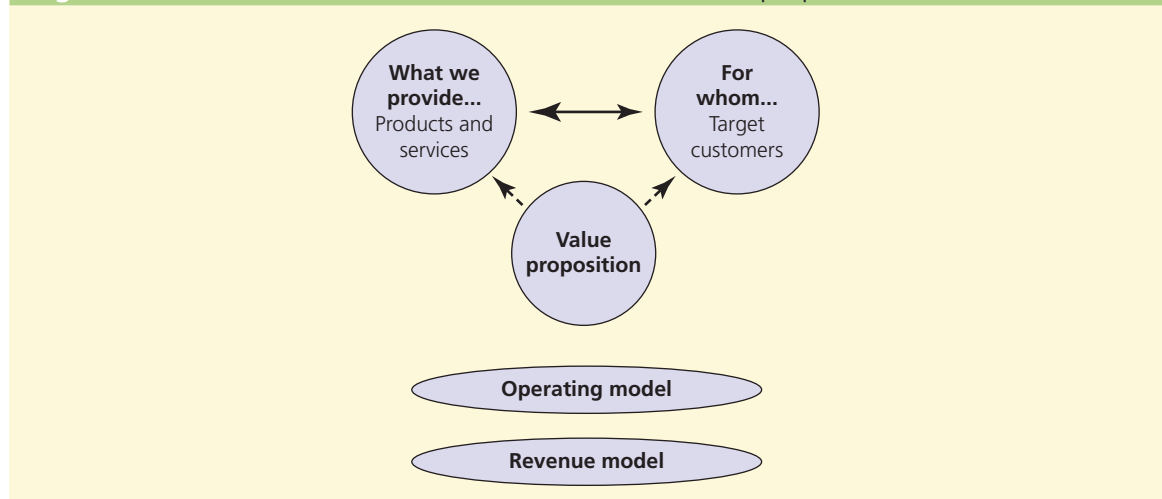 What we
provide...
Products and
services
For
whom...
Target
customers
Value
proposition
Operating model
Revenue model